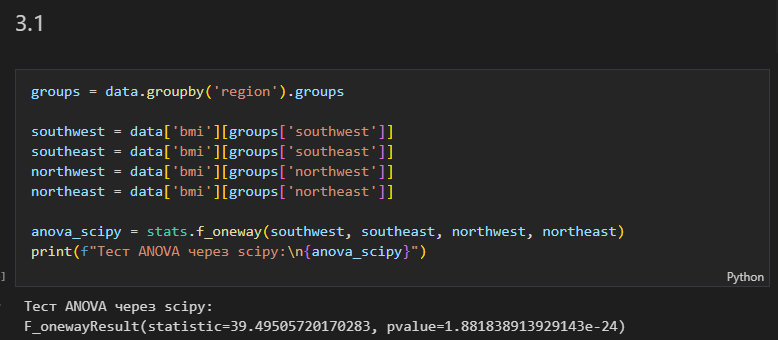 3.1
groups = data.groupby('region').groups
southwest = data['bmi'][groups['southwest']]
southeast = data['bmi'][groups['southeast']]
northwest = data['bmi'][groups['northwest']]
northeast = data['bmi'][groups['northeast']]
anova_scipy = stats.f_oneway(southwest, southeast, northwest, northeast)
print(f"Тест ANOVA через scipy:\n{anova_scipy}")
]
Python
Тест ANOVA через scipy:
F_onewayResult(statistic=39.49505720170283, pvalue=1.881838913929143e-24)